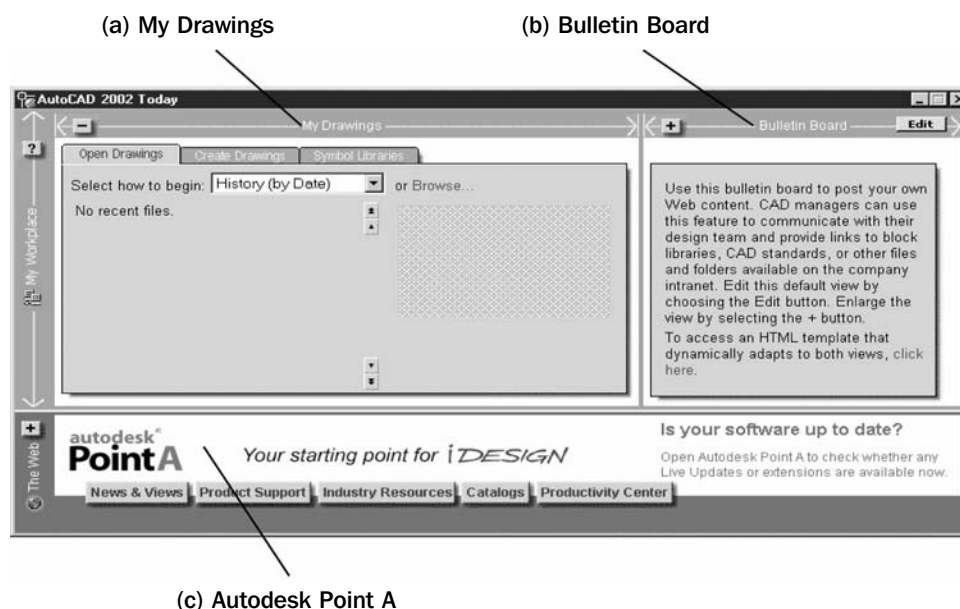 (a) My Drawings
(b) Bulletin Board
AutoCAD 2002 Today
My Drawings
Bulletin Board
Edit
?
My Workplace
Open Drawings
Create Drawings
Symbol Libraries
Select how to begin: History (by Date) or Browse...
No recent files.
Use this bulletin board to post your own
Web content. CAD managers can use
this feature to communicate with their
design team and provide links to block
libraries, CAD standards, or other files
and folders available on the company
intranet. Edit this default view by
choosing the Edit button. Enlarge the
view by selecting the + button.
To access an HTML template that
dynamically adapts to both views, click
here.
The Web
autodesk®
Point A
Your starting point for iDESIGN
Is your software up to date?
Open Autodesk Point A to check whether any
Live Updates or extensions are available now.
News & Views
Product Support
Industry Resources
Catalogs
Productivity Center
(c) Autodesk Point A